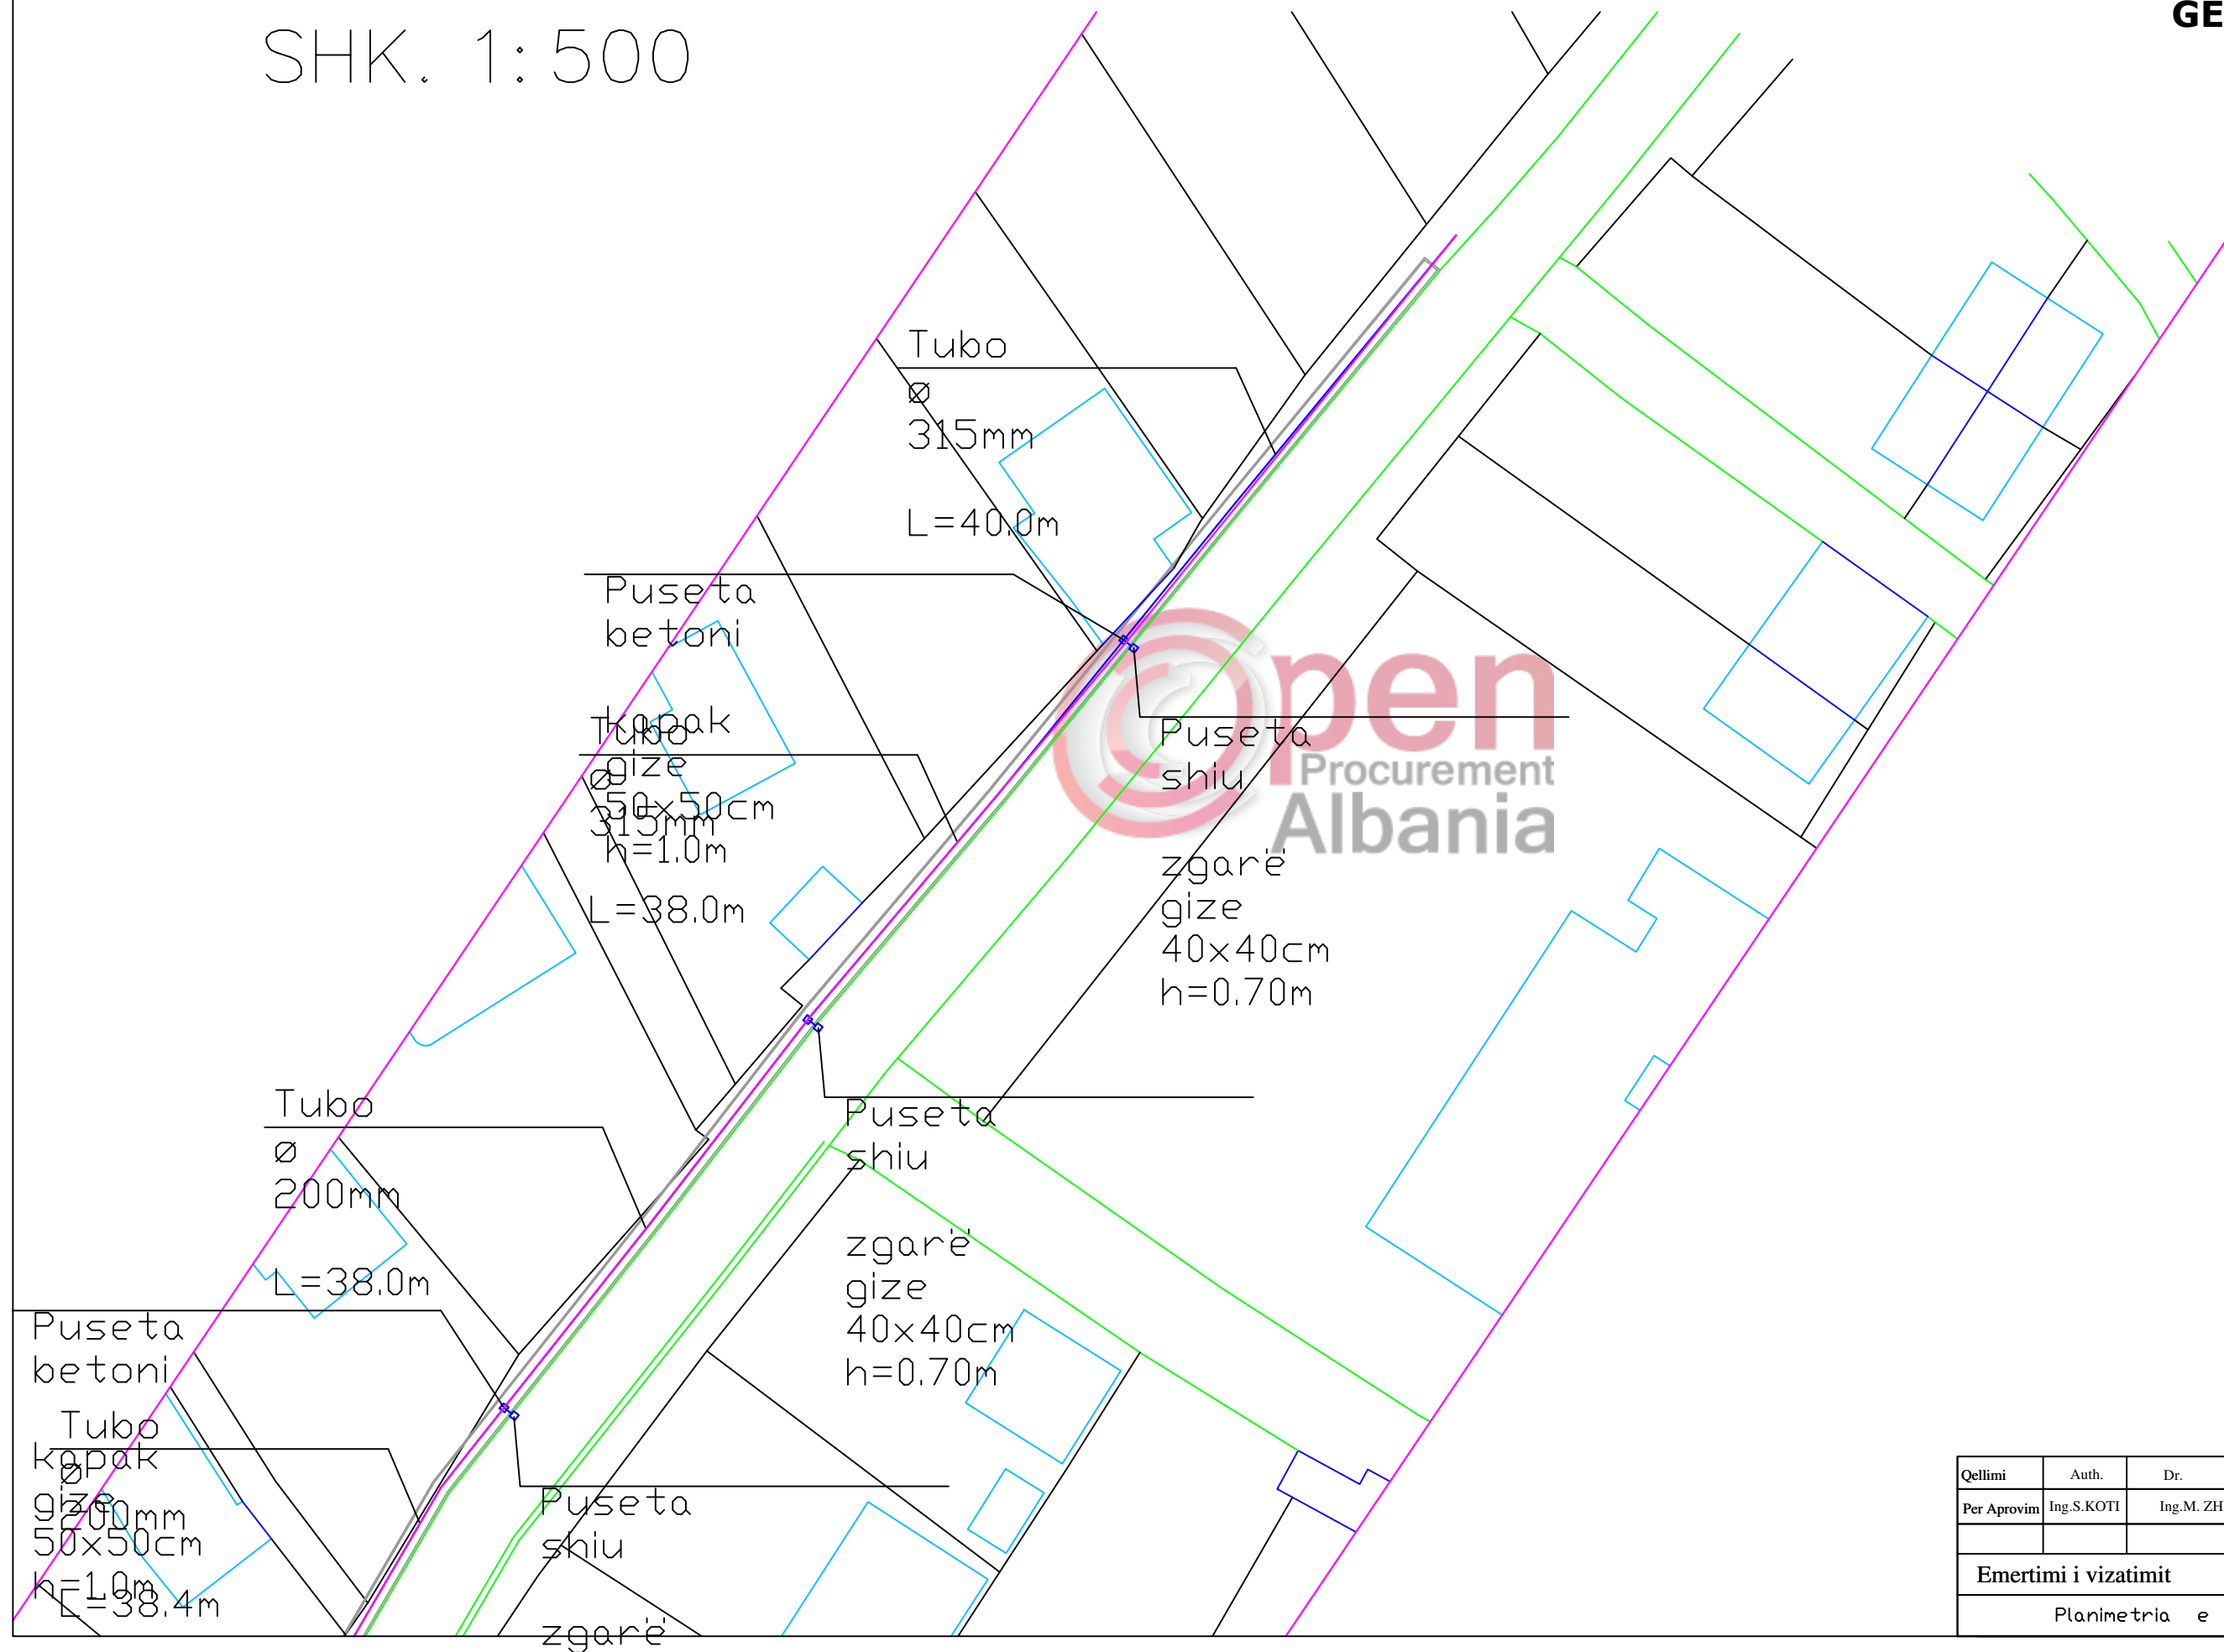 GE
SHK. 1:500
Tubo
Ø
315mm
L=40.0m
Puseta
betoni
kapak
gize
50x50cm
h=1.0m
Tubo
Ø
315mm
L=38.0m
Open
Procurement
Albania
Puseta
shiu
zgarë
gize
40x40cm
h=0.70m
Tubo
Ø
200mm
L=38.0m
Puseta
shiu
zgarë
gize
40x40cm
h=0.70m
Puseta
betoni
kapak
gize
50x50cm
h=1.0m
Tubo
Ø
200mm
L=38.4m
Puseta
shiu
zgarë
Qellimi Auth. Dr.
Per Aprovim Ing.S.KOTI Ing.M. ZH
Emertimi i vizatimit
Planimetria e